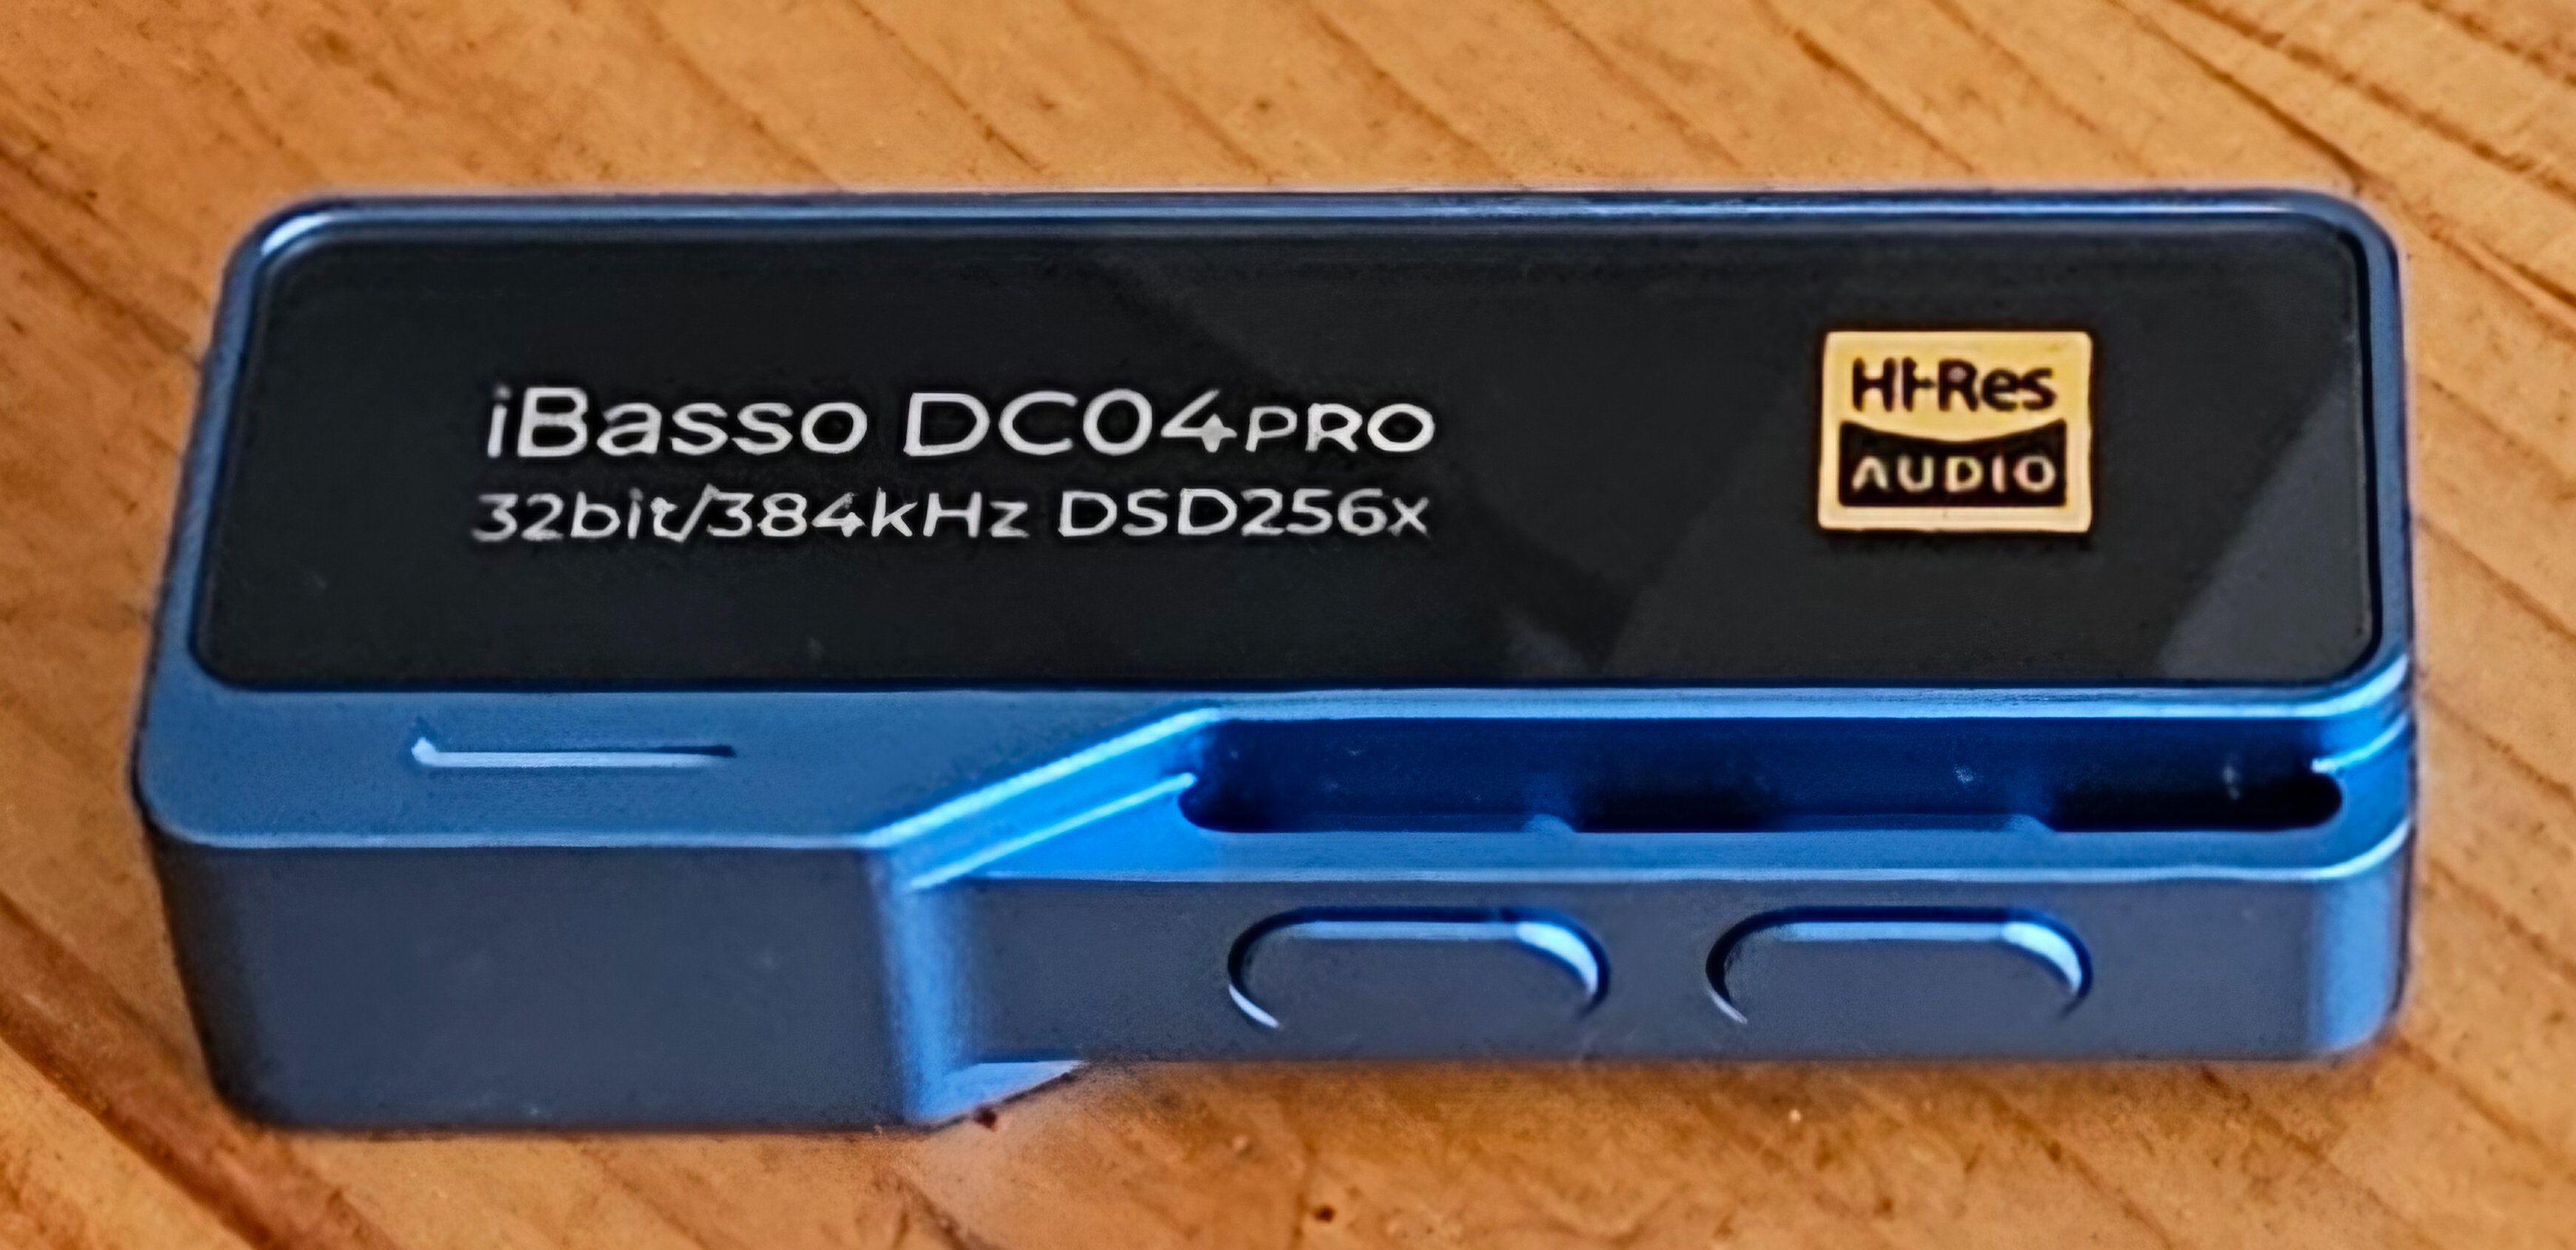 iBasso DC04PRO
32bit/384kHz DSD256x
Hi-Res
AUDIO